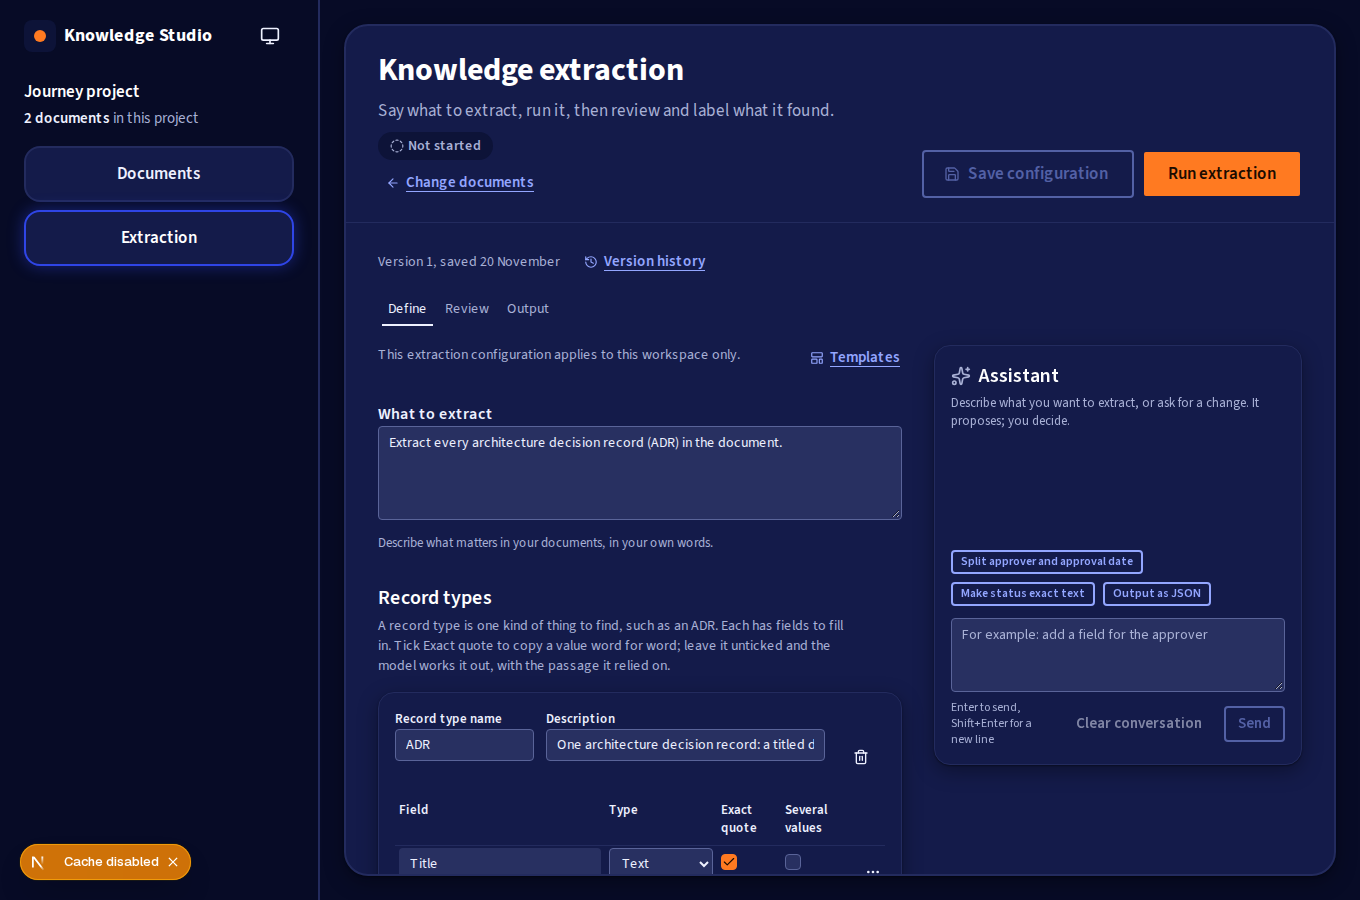 Knowledge Studio
Journey project
2 documents in this project
Documents
Extraction
Cache disabled
Knowledge extraction
Say what to extract, run it, then review and label what it found.
Not started
Change documents
Save configuration
Run extraction
Version 1, saved 20 November
Version history
Define
Review
Output
This extraction configuration applies to this workspace only.
Templates
What to extract
Extract every architecture decision record (ADR) in the document.
Describe what matters in your documents, in your own words.
Record types
A record type is one kind of thing to find, such as an ADR. Each has fields to fill
in. Tick Exact quote to copy a value word for word; leave it unticked and the
model works it out, with the passage it relied on.
Record type name
Description
ADR
One architecture decision record: a titled d
Field
Type
Exact
quote
Several
values
Title
Text
Assistant
Describe what you want to extract, or ask for a change. It
proposes; you decide.
Split approver and approval date
Make status exact text
Output as JSON
For example: add a field for the approver
Enter to send,
Shift+Enter for a
new line
Clear conversation
Send